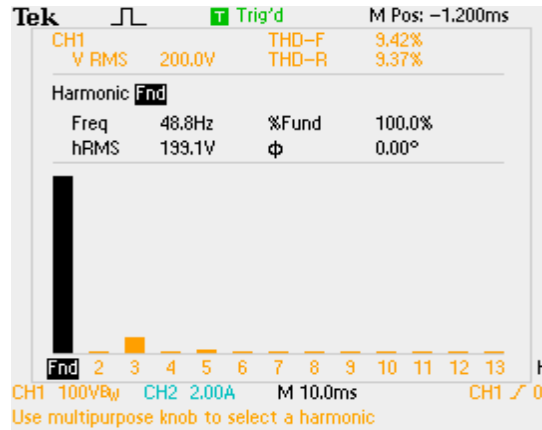 Tek Trig'd M Pos: -1.200ms
CH1 THD-F 9.42%
V RMS 200.0V THD-R 9.37%
Harmonic Fnd
Freq 48.8Hz %Fund 100.0%
hRMS 199.1V ϕ 0.00°
Fnd 2 3 4 5 6 7 8 9 10 11 12 13
CH1 100VBw CH2 2.00A M 10.0ms CH1 0
Use multipurpose knob to select a harmonic